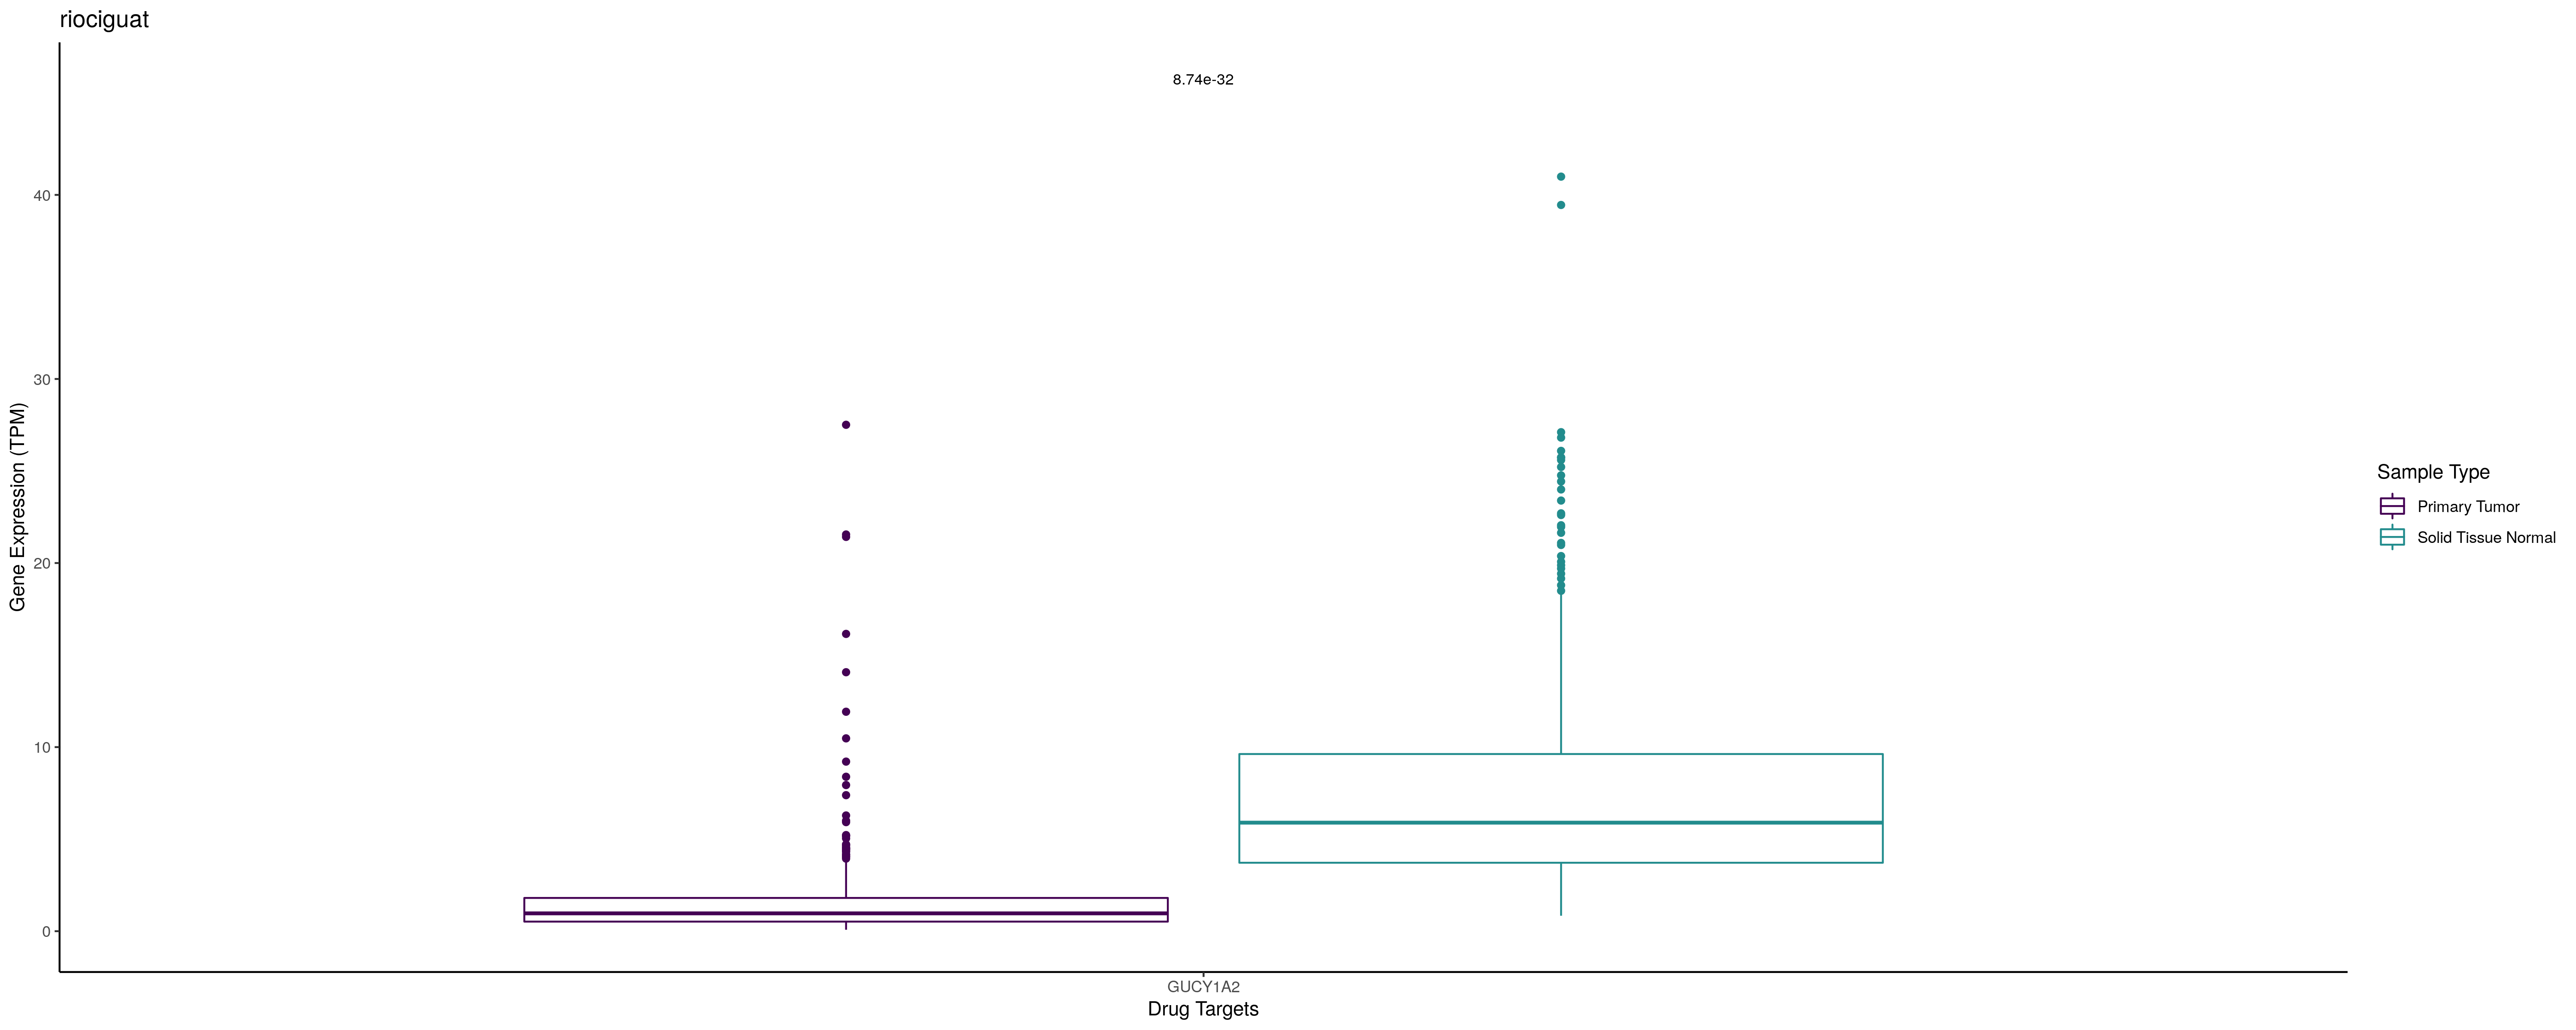 riociguat
8.74e-32
40
30
20
10
0
Gene Expression (TPM)
GUCY1A2
Drug Targets
Sample Type
Primary Tumor
Solid Tissue Normal